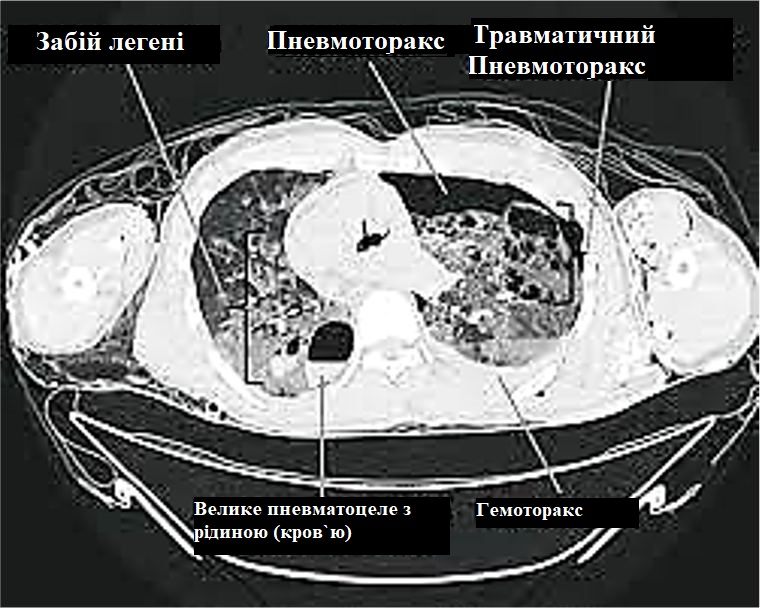 Забій легені
Пневмоторакс
Травматичний
Пневмоторакс
Велике пневматоцеле з
рідиною (кров`ю)
Гемоторакс